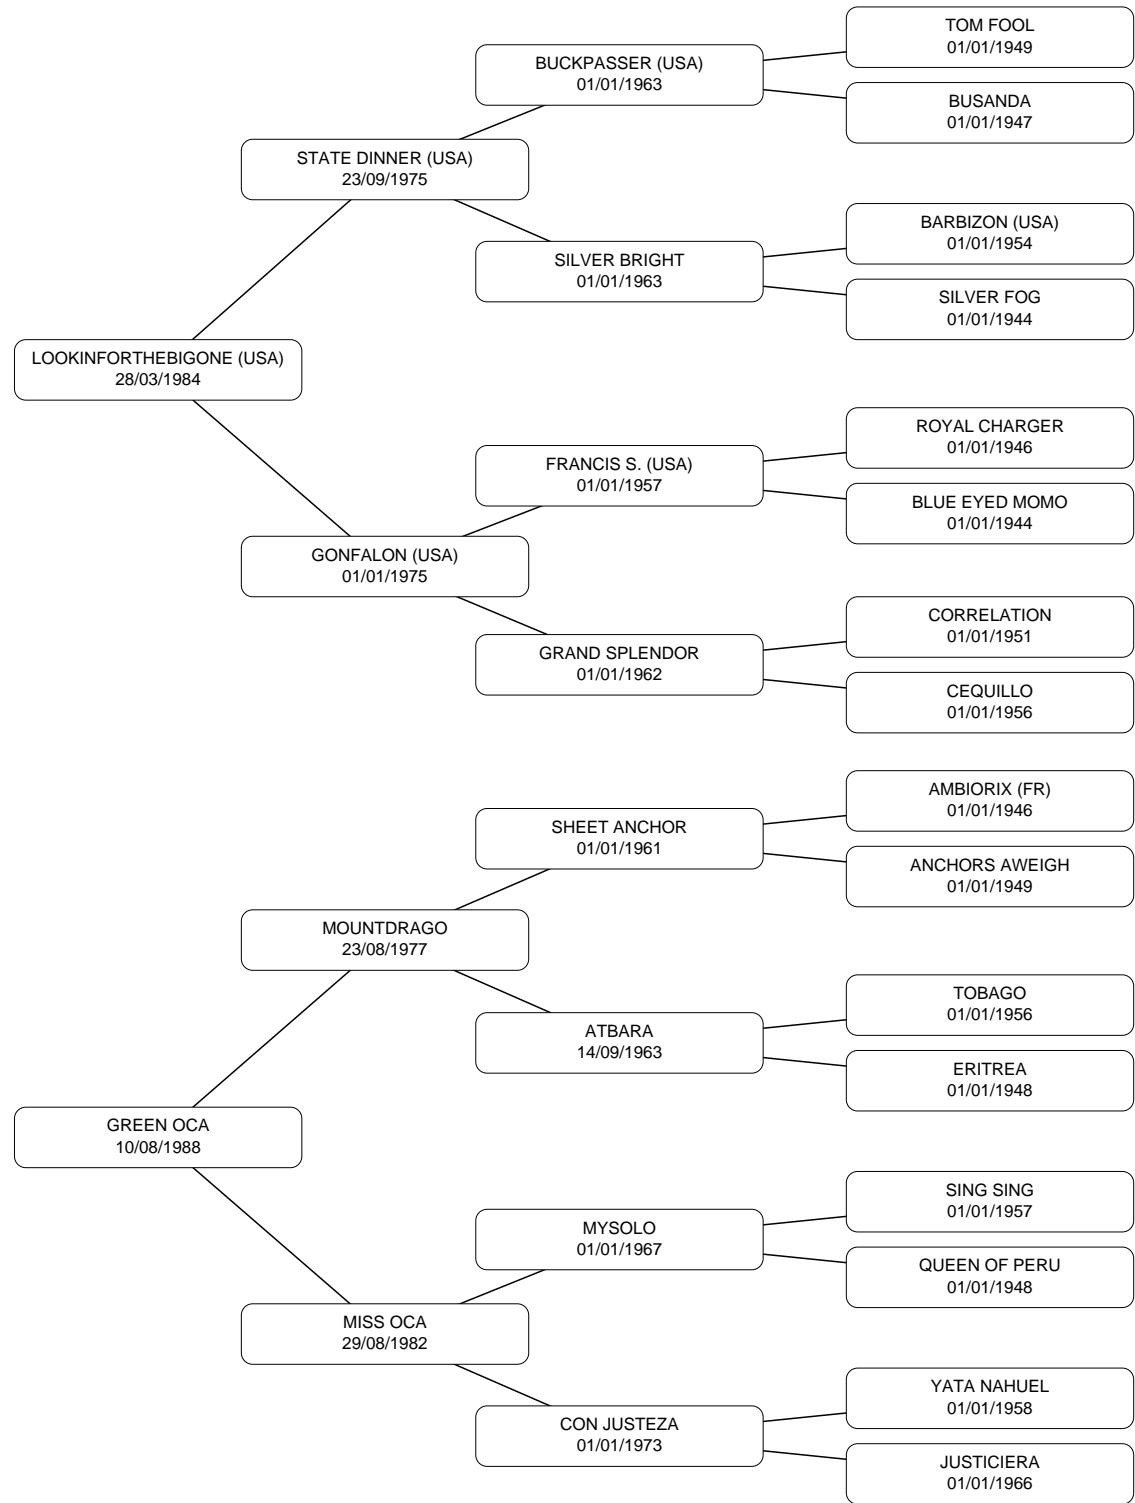 TOM FOOL
01/01/1949
BUCKPASSER (USA)
01/01/1963
BUSANDA
01/01/1947
STATE DINNER (USA)
23/09/1975
BARBIZON (USA)
01/01/1954
SILVER BRIGHT
01/01/1963
SILVER FOG
01/01/1944
LOOKINFORTHEBIGONE (USA)
28/03/1984
ROYAL CHARGER
01/01/1946
FRANCIS S. (USA)
01/01/1957
BLUE EYED MOMO
01/01/1944
GONFALON (USA)
01/01/1975
CORRELATION
01/01/1951
GRAND SPLENDOR
01/01/1962
CEQUILLO
01/01/1956
AMBIORIX (FR)
01/01/1946
SHEET ANCHOR
01/01/1961
ANCHORS AWEIGH
01/01/1949
MOUNTDRAGO
23/08/1977
TOBAGO
01/01/1956
ATBARA
14/09/1963
ERITREA
01/01/1948
GREEN OCA
10/08/1988
SING SING
01/01/1957
MYSOLO
01/01/1967
QUEEN OF PERU
01/01/1948
MISS OCA
29/08/1982
YATA NAHUEL
01/01/1958
CON JUSTEZA
01/01/1973
JUSTICIERA
01/01/1966